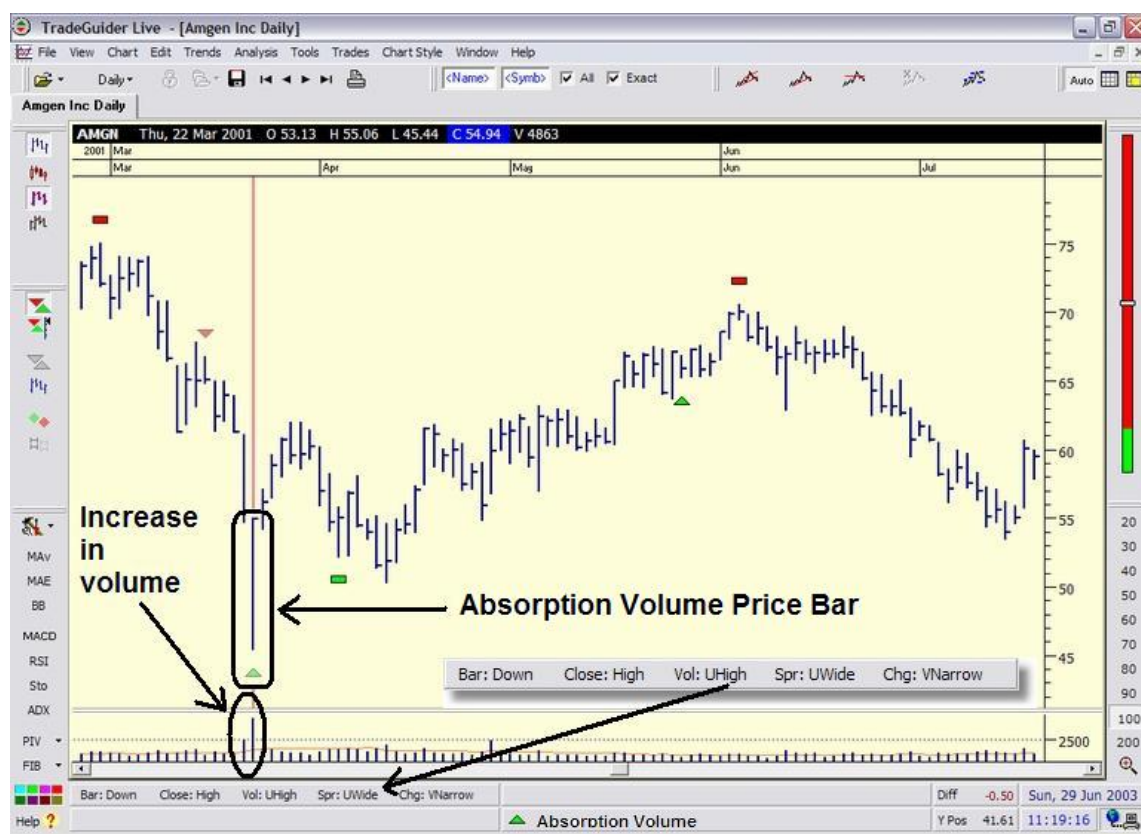 TradeGuider Live - [Amgen Inc Daily]
File View Chart Edit Trends Analysis Tools Trades Chart Style Window Help
Daily <Name> <Symb> All Exact Auto
Amgen Inc Daily
AMGN Thu, 22 Mar 2001 O 53.13 H 55.06 L 45.44 C 54.94 V 4863
2001 Mar Jun
Mar Apr May Jun Jul
75
70
65
60
55
50
45
2500
Increase
in
volume
Absorption Volume Price Bar
Bar: Down Close: High Vol: UHigh Spr: UWide Chg: VNarrow
MAv
MAE
BB
MACD
RSI
Sto
ADX
PIV
FIB
20
30
40
50
60
70
80
90
100
200
Bar: Down Close: High Vol: UHigh Spr: UWide Chg: VNarrow Diff -0.50 Sun, 29 Jun 2003
Help ? Absorption Volume Y Pos 41.61 11:19:16